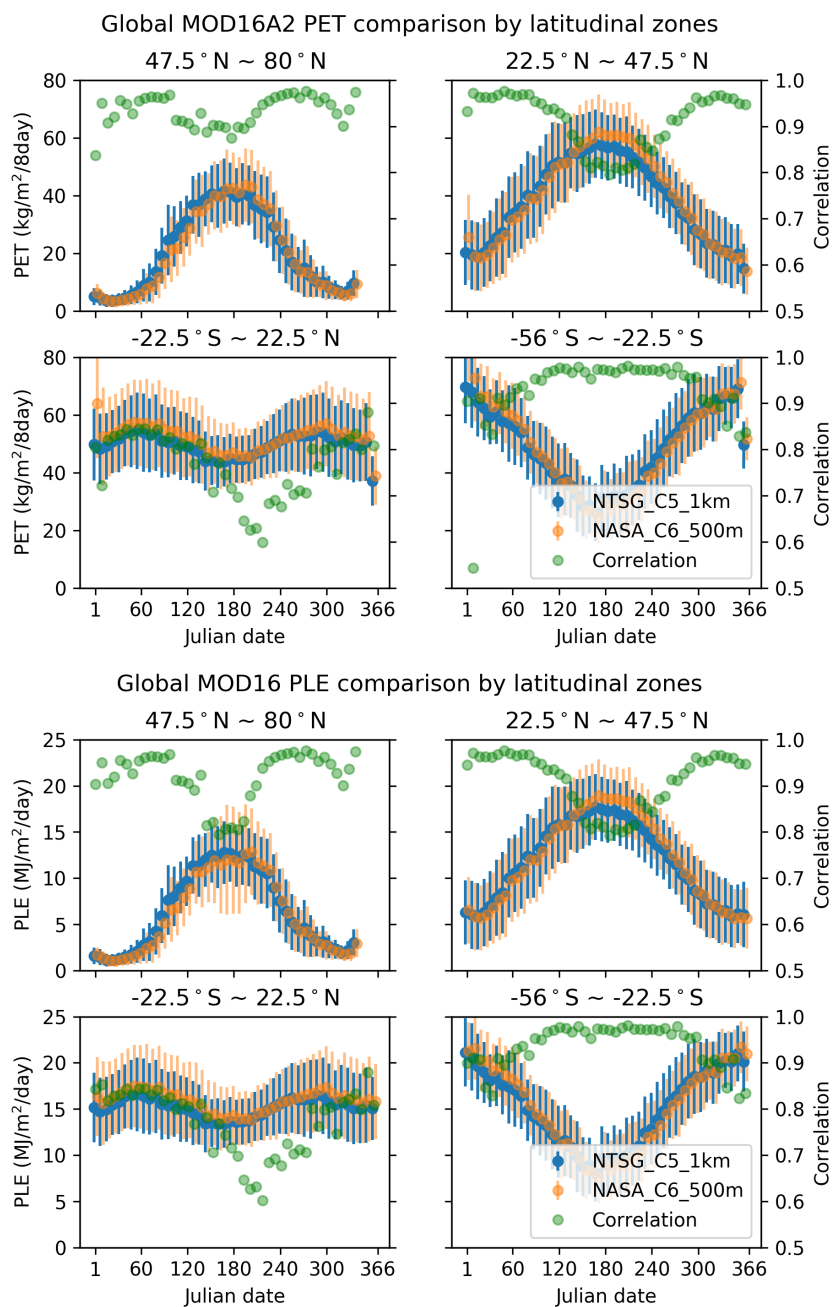 Global MOD16A2 PET comparison by latitudinal zones
47.5°N ~ 80°N
22.5°N ~ 47.5°N
80
60
40
20
0
PET (kg/m²/8day)
1.0
0.9
0.8
0.7
0.6
0.5
Correlation
-22.5°S ~ 22.5°N
-56°S ~ -22.5°S
80
60
40
20
0
PET (kg/m²/8day)
1.0
0.9
0.8
0.7
0.6
0.5
Correlation
NTSG_C5_1km
NASA_C6_500m
Correlation
1 60 120 180 240 300 366
1 60 120 180 240 300 366
Julian date
Julian date
Global MOD16 PLE comparison by latitudinal zones
47.5°N ~ 80°N
22.5°N ~ 47.5°N
25
20
15
10
5
0
PLE (MJ/m²/day)
1.0
0.9
0.8
0.7
0.6
0.5
Correlation
-22.5°S ~ 22.5°N
-56°S ~ -22.5°S
25
20
15
10
5
0
PLE (MJ/m²/day)
1.0
0.9
0.8
0.7
0.6
0.5
Correlation
NTSG_C5_1km
NASA_C6_500m
Correlation
1 60 120 180 240 300 366
1 60 120 180 240 300 366
Julian date
Julian date